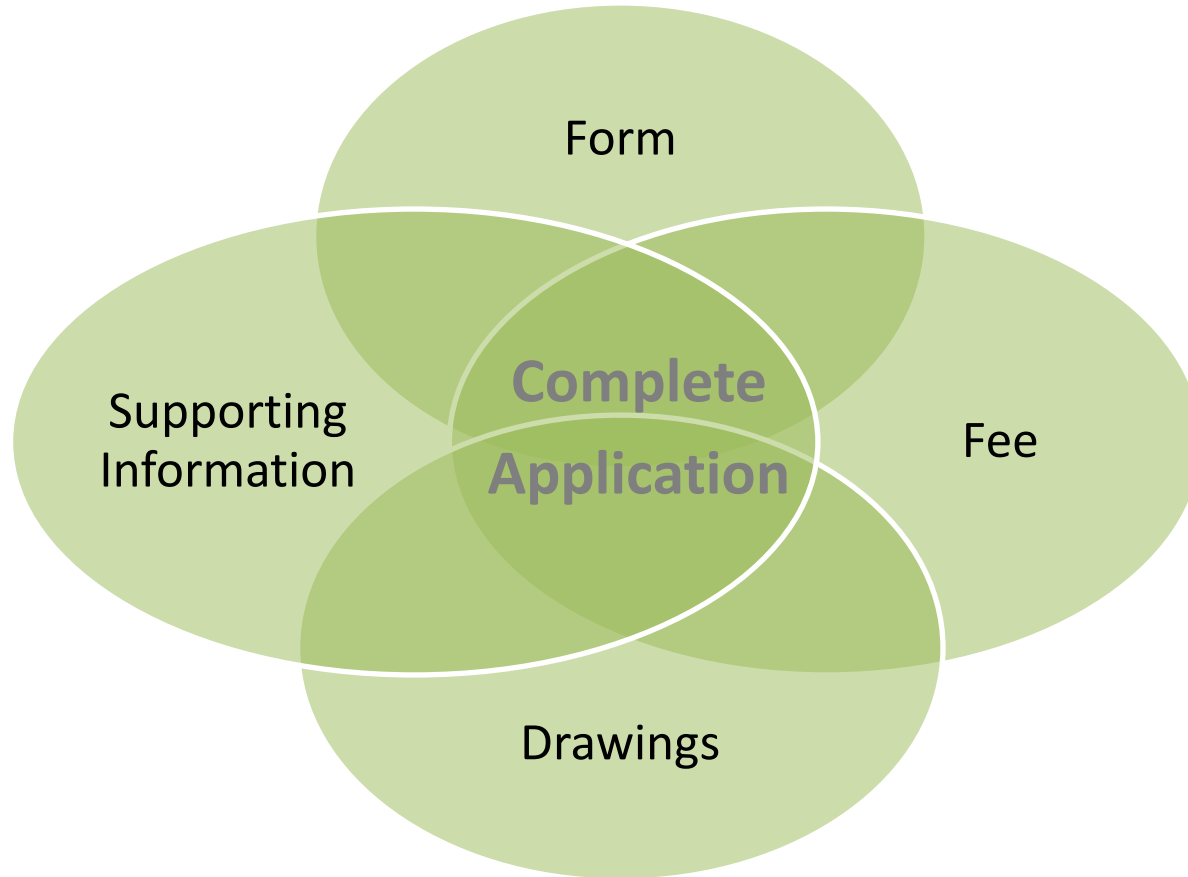 Form
Complete
Application
Supporting
Information
Fee
Drawings